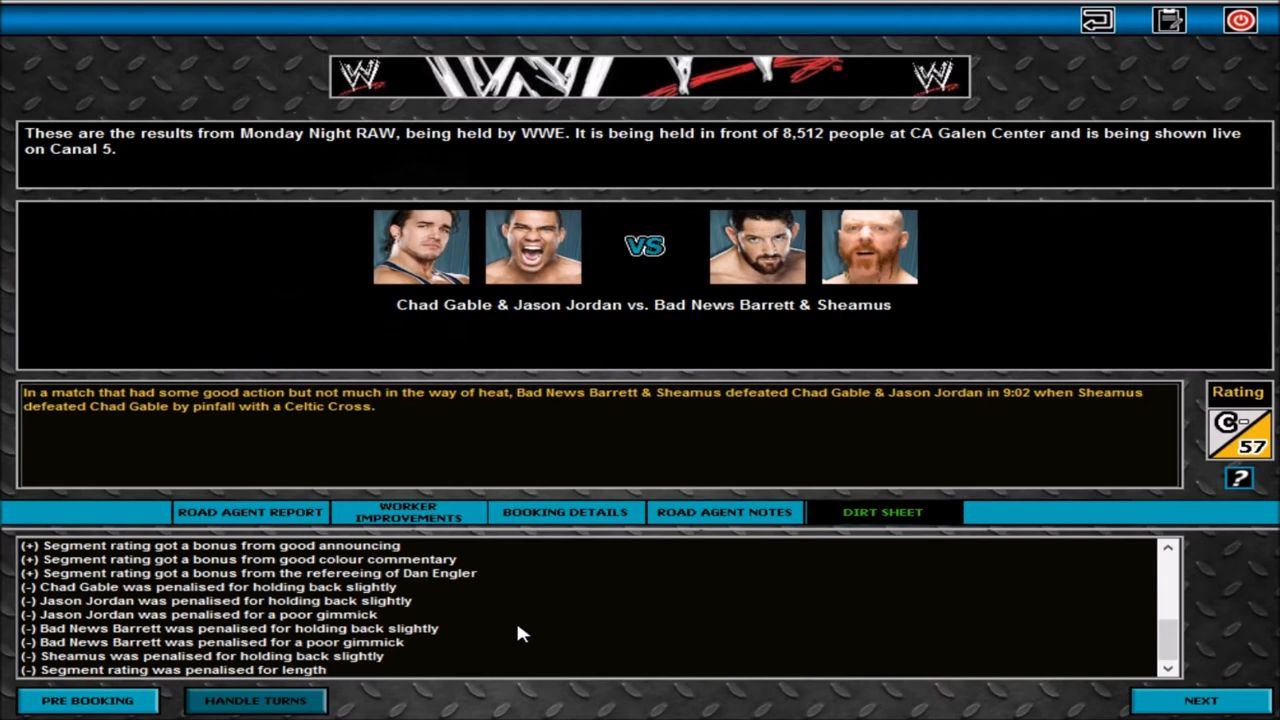 These are the results from Monday Night RAW, being held by WWE. It is being held in front of 8,512 people at CA Galen Center and is being shown live
on Canal 5.
VS
Chad Gable & Jason Jordan vs. Bad News Barrett & Sheamus
In a match that had some good action but not much in the way of heat, Bad News Barrett & Sheamus defeated Chad Gable & Jason Jordan in 9:02 when Sheamus
defeated Chad Gable by pinfall with a Celtic Cross.
Rating
C-
57
?
ROAD AGENT REPORT
WORKER
IMPROVEMENTS
BOOKING DETAILS
ROAD AGENT NOTES
DIRT SHEET
(+) Segment rating got a bonus from good announcing
(+) Segment rating got a bonus from good colour commentary
(+) Segment rating got a bonus from the refereeing of Dan Engler
(-) Chad Gable was penalised for holding back slightly
(-) Jason Jordan was penalised for holding back slightly
(-) Jason Jordan was penalised for a poor gimmick
(-) Bad News Barrett was penalised for holding back slightly
(-) Bad News Barrett was penalised for a poor gimmick
(-) Sheamus was penalised for holding back slightly
(-) Segment rating was penalised for length
PRE BOOKING
HANDLE TURNS
NEXT